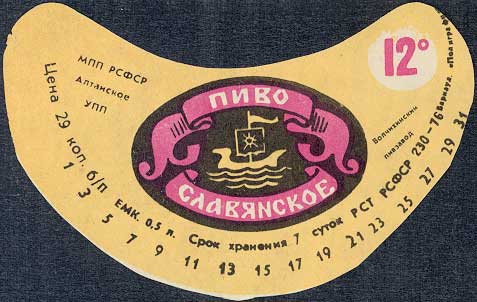 МПП РСФСР
Алтайское
УПП
Цена 29 коп. б/п
ПИВО
СЛАВЯНСКОЕ
12°
Волчихинский
пивзавод
ЕМК 0,5 л. Срок хранения 7 суток РСТ РСФСР 230—76
Барнаул.
1 3 5 7 9 11 13 15 17 19 21 23 25 27 29 31